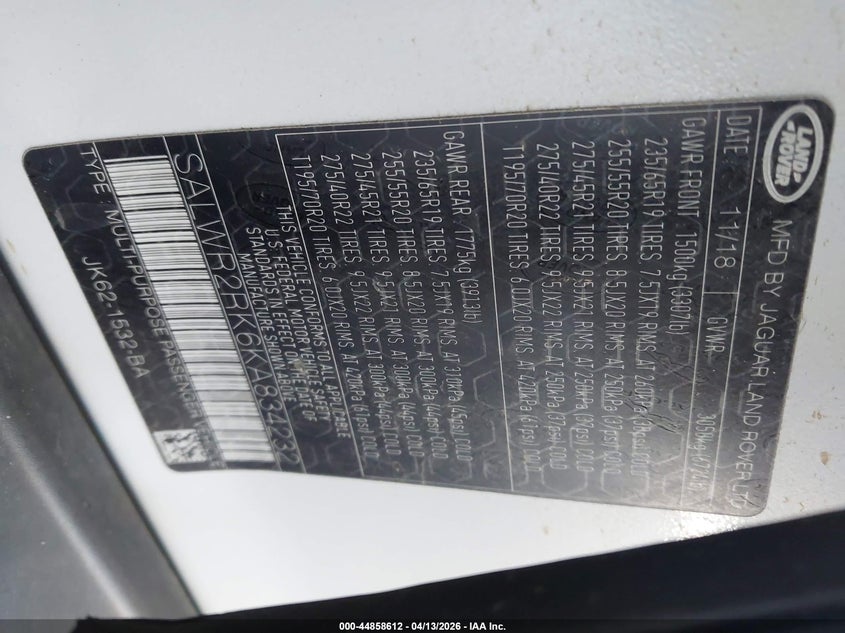 LAND ROVER
MFD BY JAGUAR LAND ROVER LTD
DATE 11/18 GVWR
GAWR FRONT 1500kg (3307lb)
235/65R19 TIRES 7.5JX19 RIMS AT
255/55R20 TIRES 8.5JX20 RIMS AT 250kPa (37psi) COLD
275/45R21 TIRES 9.5JX21 RIMS AT 250kPa (37psi) COLD
275/40R22 TIRES 9.5JX22 RIMS AT 250kPa (37psi) COLD
T195/70R20 TIRES 6.0JX20 RIMS AT 420kPa (61psi) COLD
GAWR REAR 1775kg (3913lb)
235/65R19 TIRES 7.5JX19 RIMS AT 310kPa (45psi) COLD
255/55R20 TIRES 8.5JX20 RIMS AT 300kPa (44psi) COLD
275/45R21 TIRES 9.5JX21 RIMS AT 300kPa (44psi) COLD
275/40R22 TIRES 9.5JX22 RIMS AT 300kPa (44psi) COLD
T195/70R20 TIRES 6.0JX20 RIMS AT 420kPa (61psi) COLD
THIS VEHICLE CONFORMS TO ALL APPLICABLE
U.S. FEDERAL MOTOR VEHICLE SAFETY
STANDARDS IN EFFECT ON THE DATE OF
MANUFACTURE SHOWN ABOVE
SALWR2RK6KA834232
TYPE: MULTI-PURPOSE PASSENGER
JK62-1532-BA
000-44858612 - 04/13/2026 - IAA Inc.